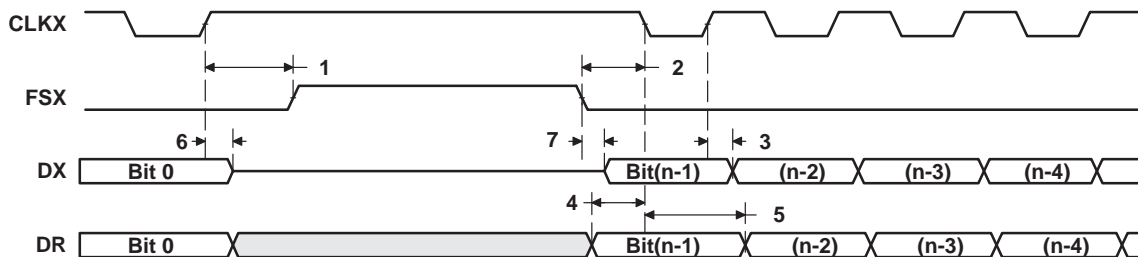 CLKX
1 2
FSX
6 7 3
DX Bit 0 Bit(n-1) (n-2) (n-3) (n-4)
4 5
DR Bit 0 Bit(n-1) (n-2) (n-3) (n-4)